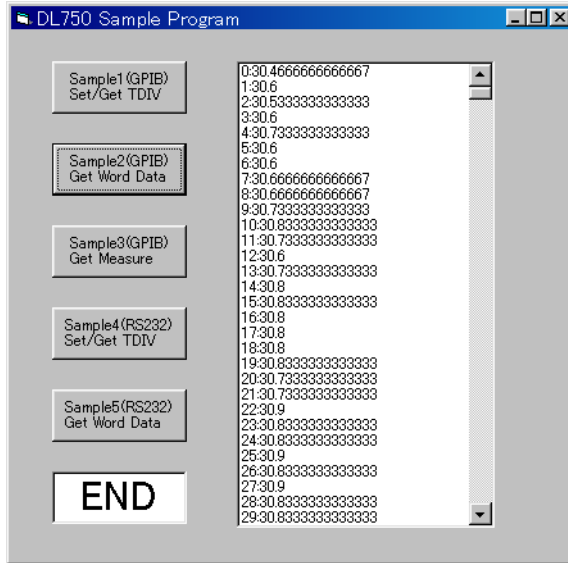 DL750 Sample Program
Sample1(GPIB)
Set/Get TDIV
Sample2(GPIB)
Get Word Data
Sample3(GPIB)
Get Measure
Sample4(RS232)
Set/Get TDIV
Sample5(RS232)
Get Word Data
END
0:30.4666666666667
1:30.6
2:30.5333333333333
3:30.6
4:30.7333333333333
5:30.6
6:30.6
7:30.6666666666667
8:30.6666666666667
9:30.7333333333333
10:30.8333333333333
11:30.7333333333333
12:30.6
13:30.7333333333333
14:30.8
15:30.8333333333333
16:30.8
17:30.8
18:30.8
19:30.8333333333333
20:30.7333333333333
21:30.7333333333333
22:30.9
23:30.8333333333333
24:30.8333333333333
25:30.9
26:30.8333333333333
27:30.9
28:30.8333333333333
29:30.8333333333333